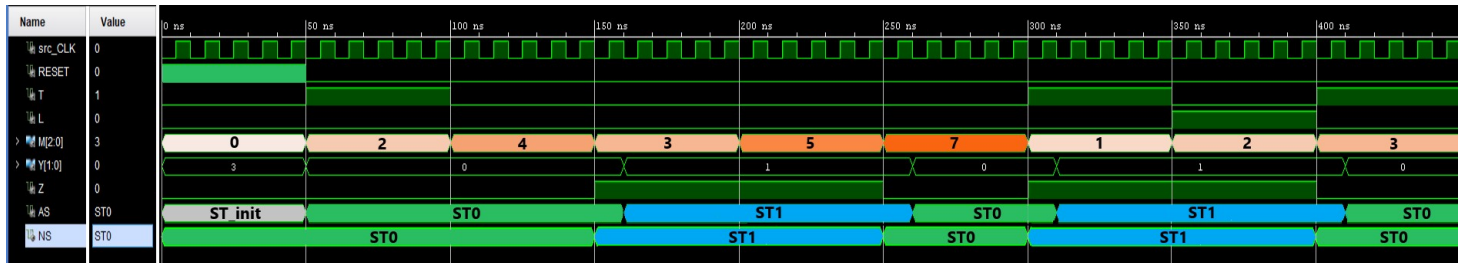 Name Value 0 ns 50 ns 100 ns 150 ns 200 ns 250 ns 300 ns 350 ns 400 ns
src_CLK 0
RESET 0
T 1
L 0
> M[2:0] 3 0 2 4 3 5 7 1 2 3
> Y[1:0] 0 3 0 1 0 1 0
Z 0
AS ST0 ST_init ST0 ST1 ST0 ST1 ST0
NS ST0 ST0 ST1 ST0 ST1 ST0